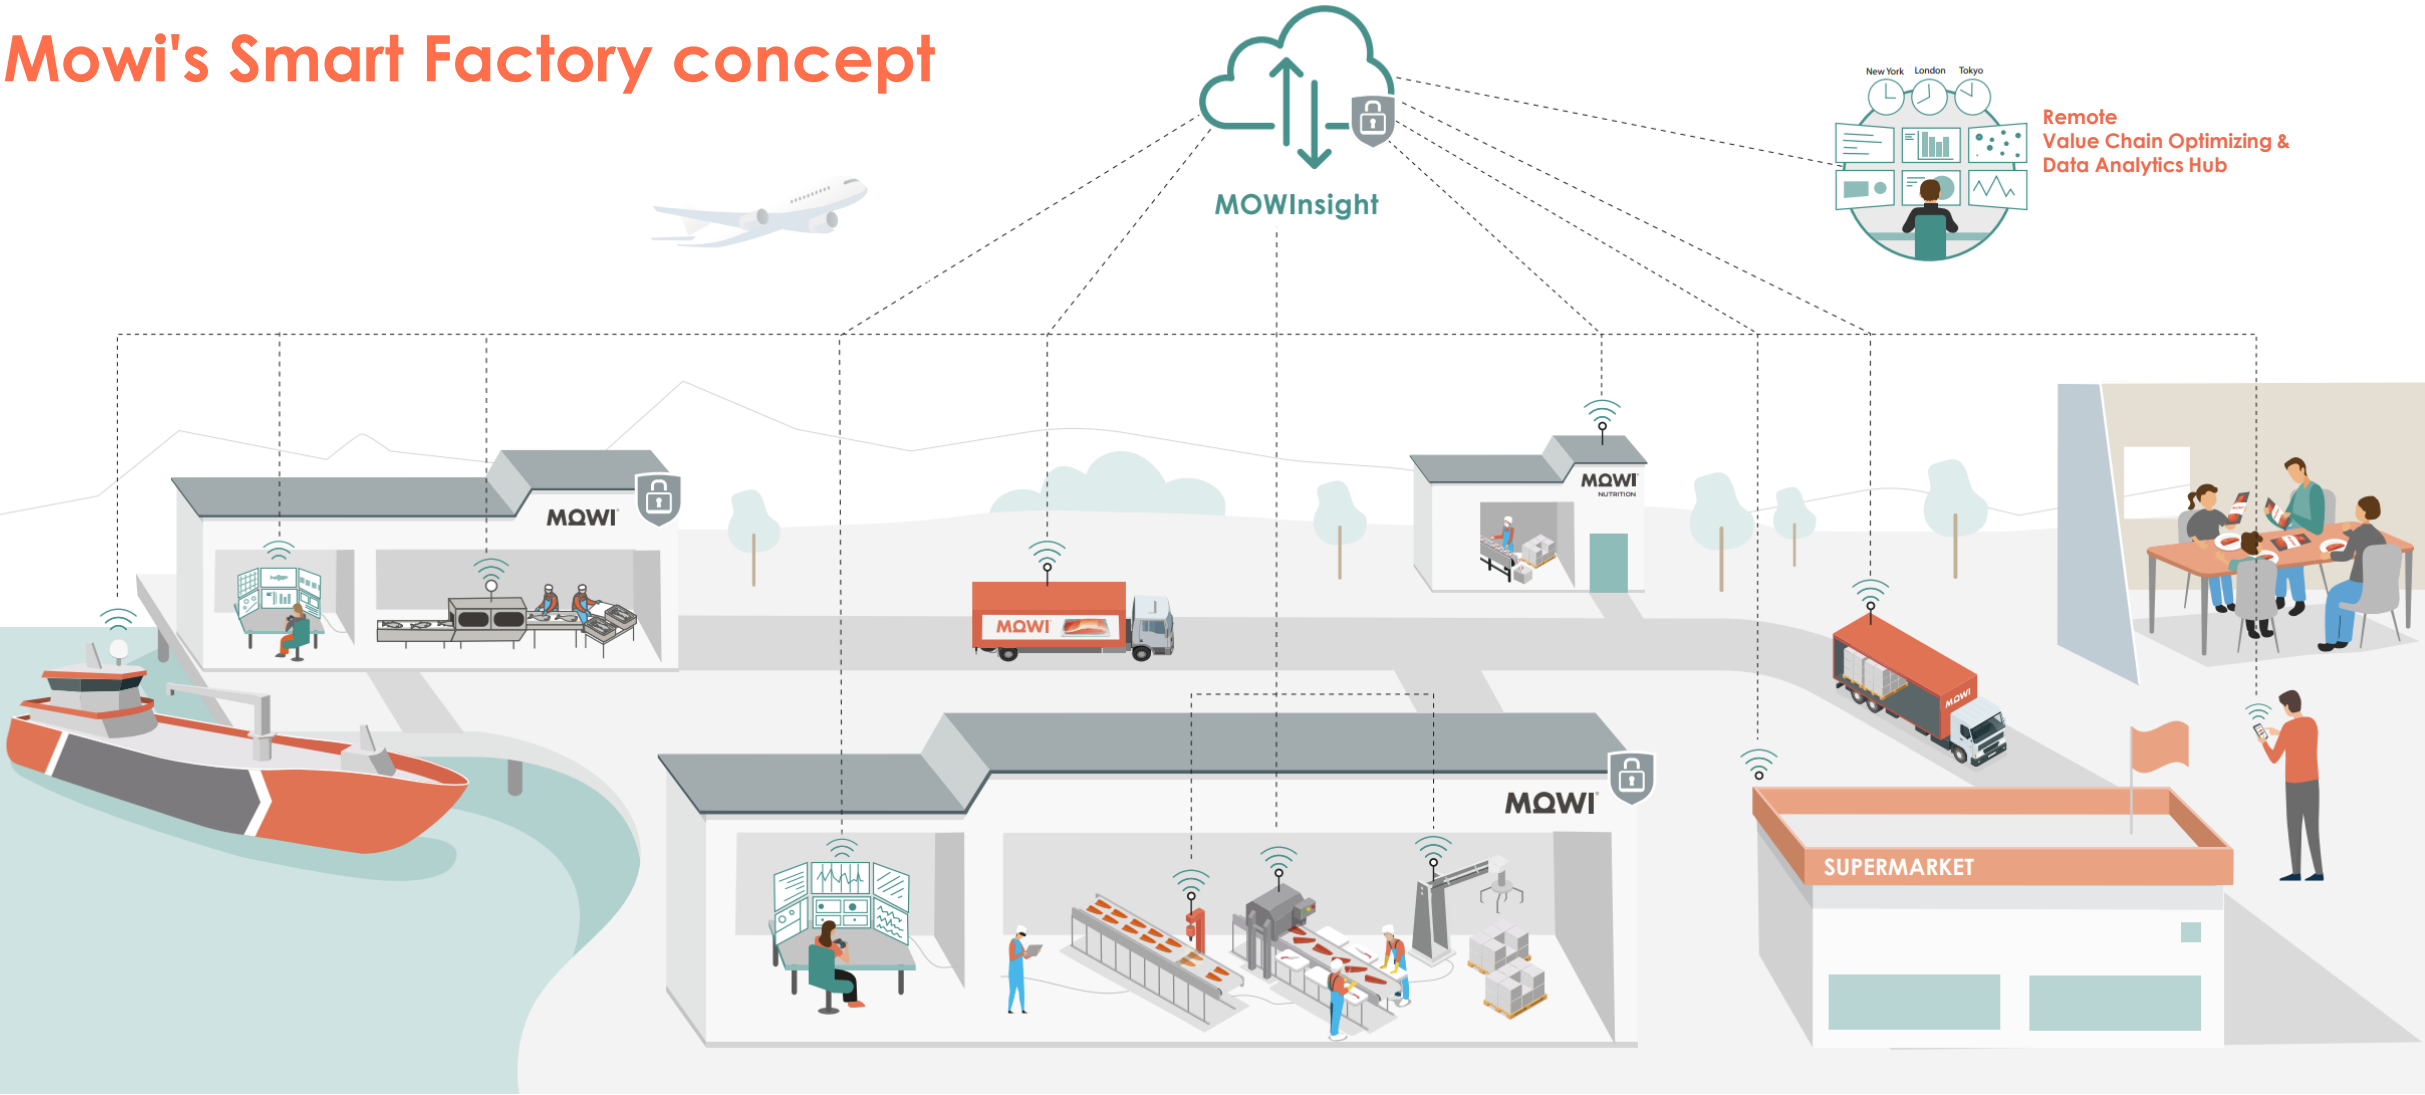 Mowi's Smart Factory concept
MOWInsight
New York London Tokyo
Remote
Value Chain Optimizing &
Data Analytics Hub
MOWI
MOWI
NUTRITION
MOWI
MOWI
MOWI
SUPERMARKET